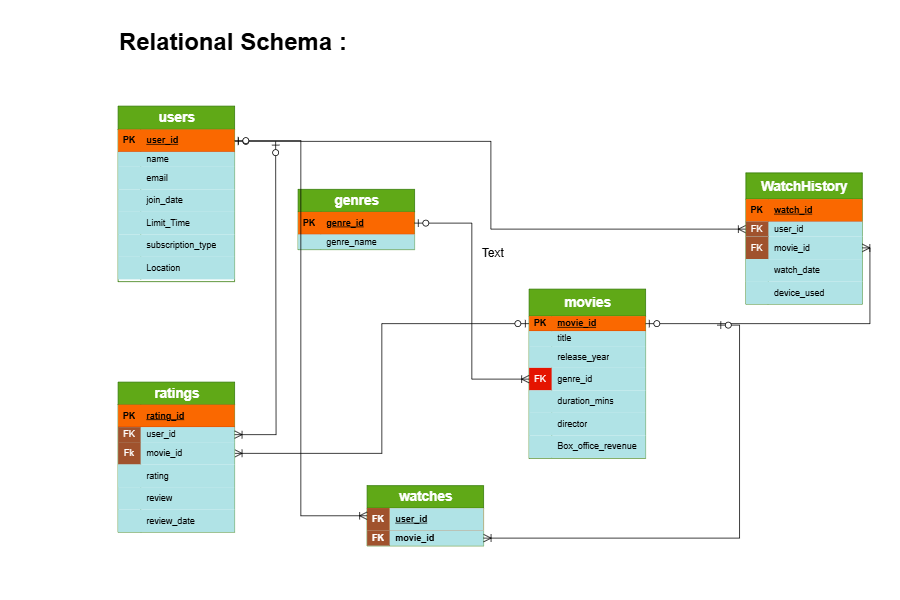 Relational Schema :
users
PK user_id
name
email
join_date
Limit_Time
subscription_type
Location
genres
PK genre_id
genre_name
Text
WatchHistory
PK watch_id
FK user_id
FK movie_id
watch_date
device_used
movies
PK movie_id
title
release_year
FK genre_id
duration_mins
director
Box_office_revenue
ratings
PK rating_id
FK user_id
Fk movie_id
rating
review
review_date
watches
FK user_id
FK movie_id